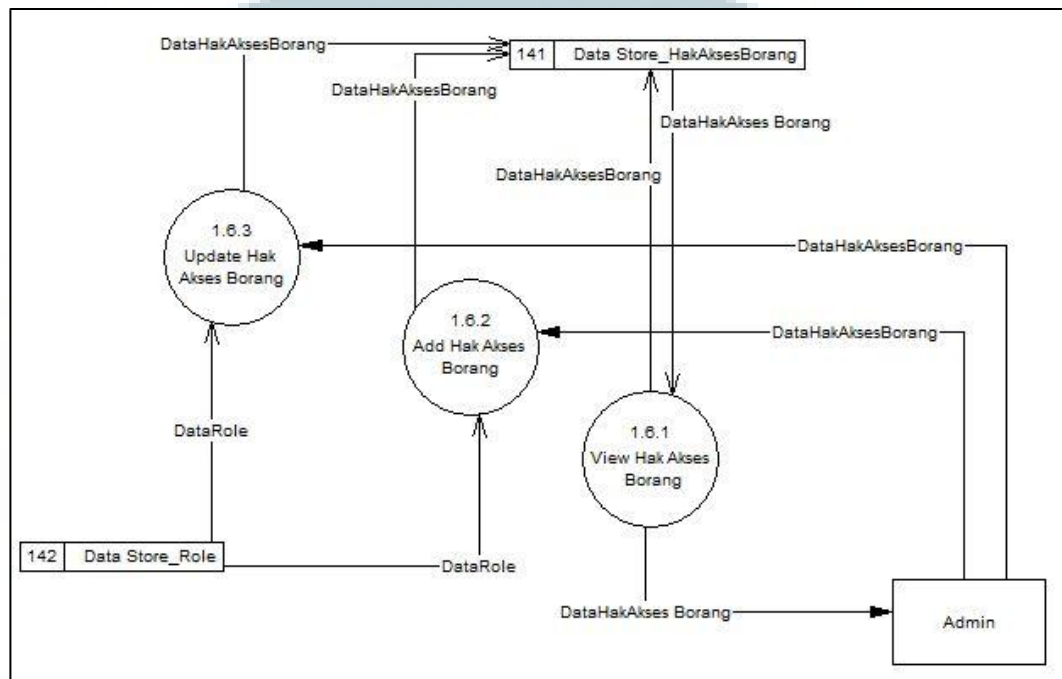 DataHakAksesBorang
141 Data Store_HakAksesBorang
DataHakAksesBorang
DataHakAkses Borang
DataHakAksesBorang
1.6.3
Update Hak
Akses Borang
DataHakAksesBorang
1.6.2
Add Hak Akses
Borang
DataHakAksesBorang
DataRole
1.6.1
View Hak Akses
Borang
142 Data Store_Role
DataRole
DataHakAkses Borang
Admin